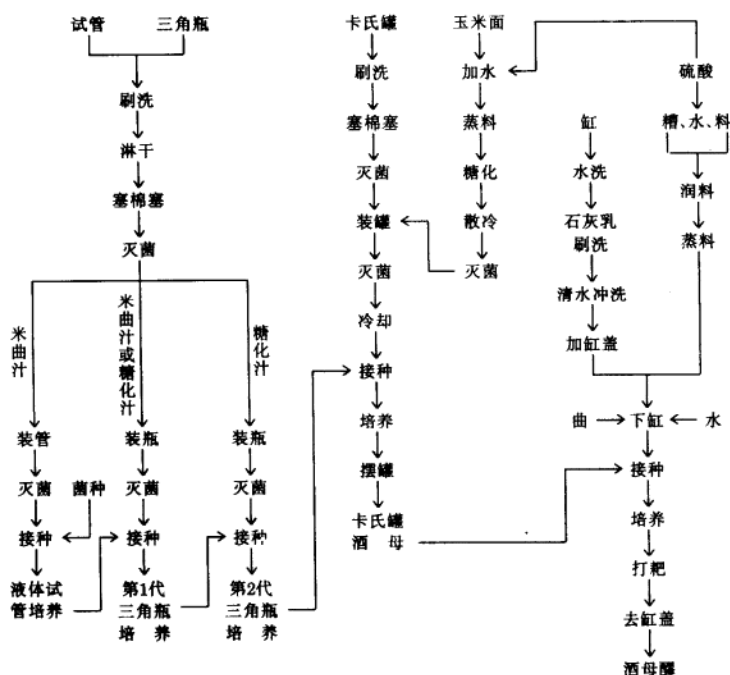 试管
三角瓶
刷洗
淋干
塞棉塞
灭菌
米曲汁
米曲汁或糖化汁
糖化汁
装管
装瓶
装瓶
灭菌
菌种
灭菌
灭菌
接种
接种
接种
液体试
管培养
第1代
三角瓶
培 养
第2代
三角瓶
培 养
卡氏罐
刷洗
塞棉塞
灭菌
装罐
灭菌
冷却
接种
培养
摆罐
卡氏罐
酒 母
玉米面
加水
蒸料
糖化
散冷
灭菌
缸
水洗
石灰乳
刷洗
清水冲洗
加缸盖
硫酸
糟、水、料
润料
蒸料
曲
下缸
水
接种
培养
打耙
去缸盖
酒母醪